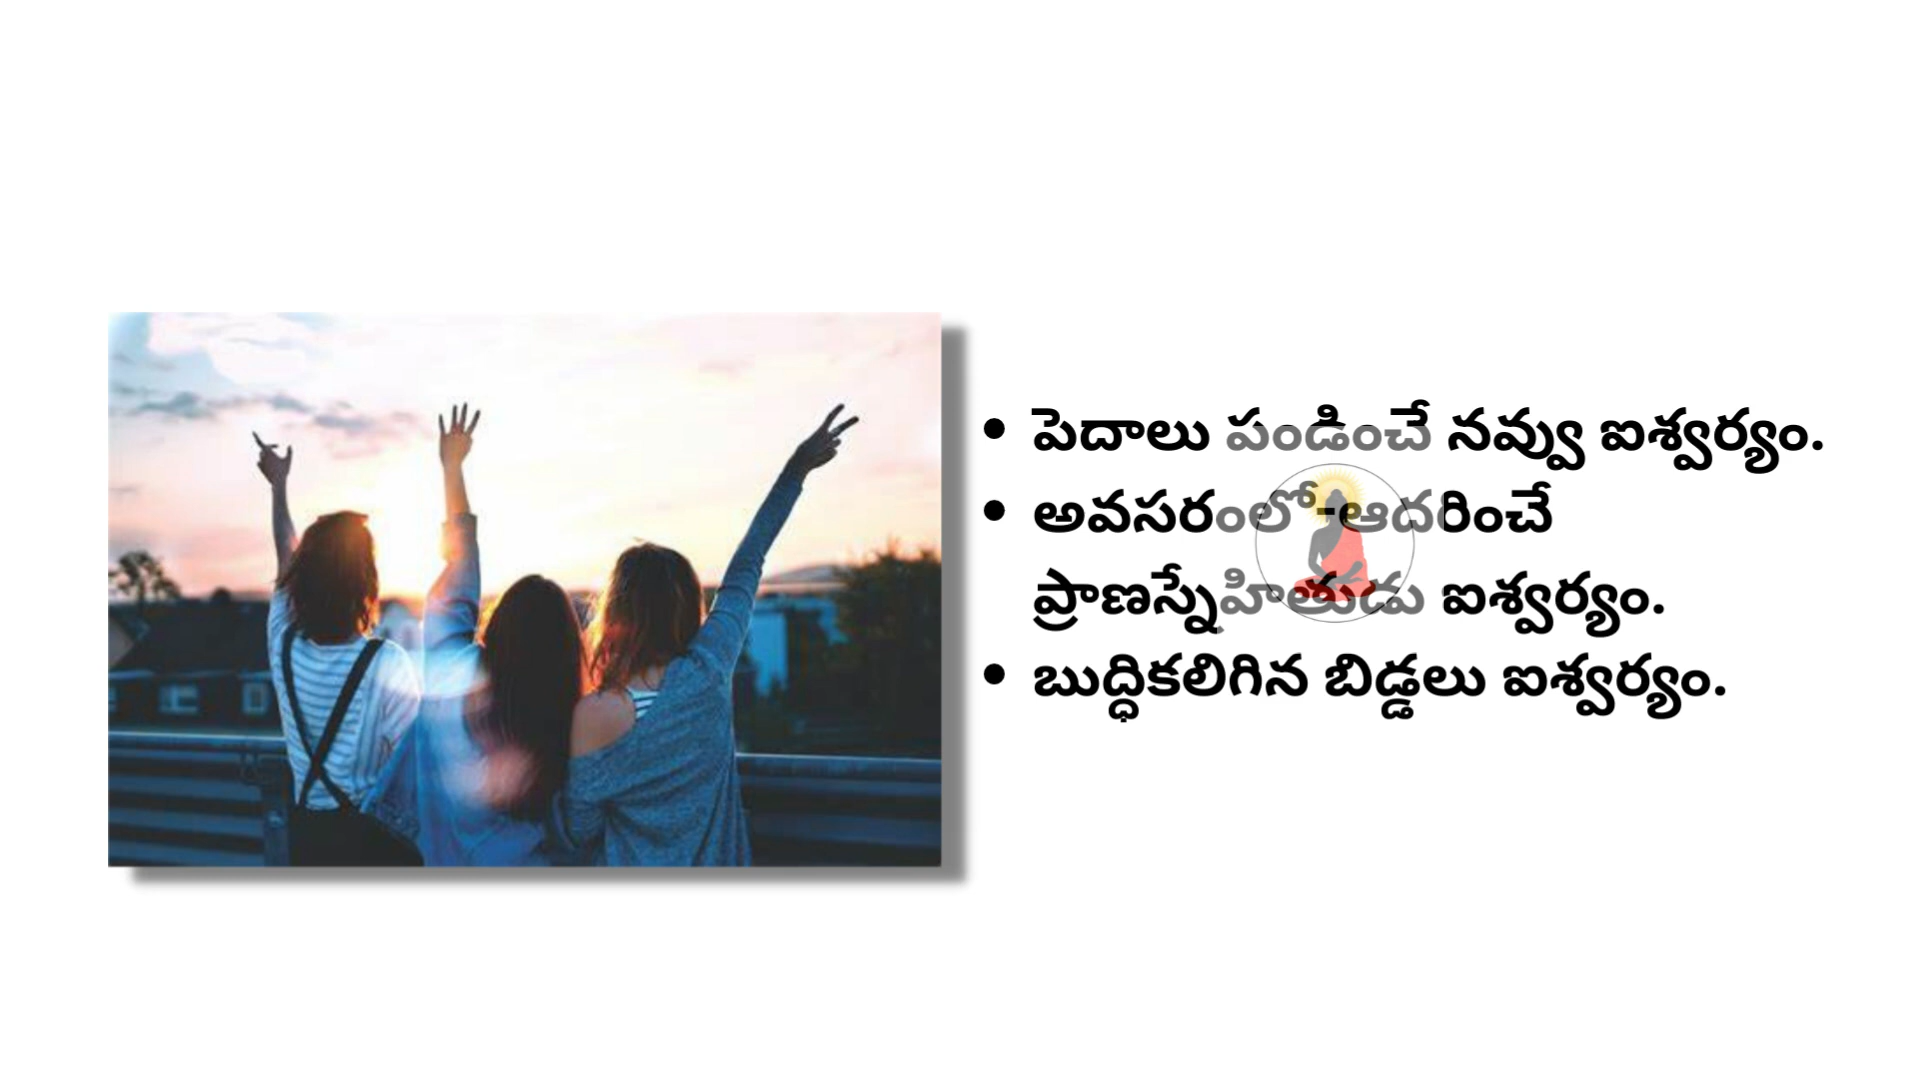 • పెదాలు పండించే నవ్వు ఐశ్వర్యం.
• అవసరంలో ఆదరించే
ప్రాణస్నేహితుడు ఐశ్వర్యం.
• బుద్ధికలిగిన బిడ్డలు ఐశ్వర్యం.